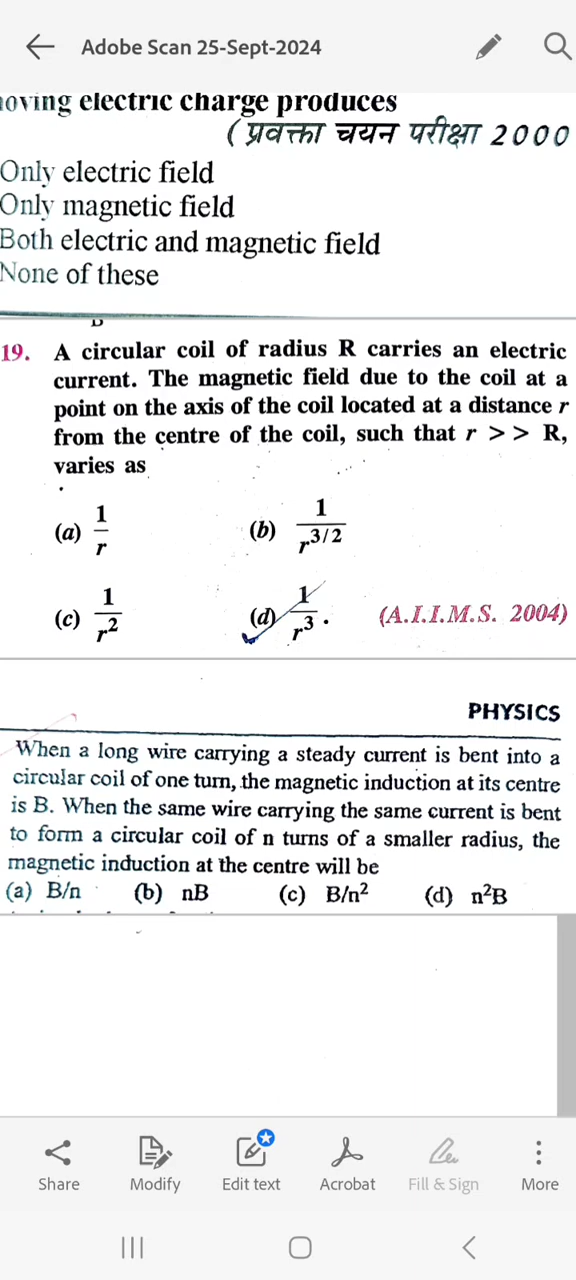 Adobe Scan 25-Sept-2024
oving electric charge produces
(प्रवक्ता चयन परीक्षा 2000
Only electric field
Only magnetic field
Both electric and magnetic field
None of these
19. A circular coil of radius R carries an electric
current. The magnetic field due to the coil at a
point on the axis of the coil located at a distance r
from the centre of the coil, such that r >> R,
varies as
(a) 1/r (b) 1/r^{3/2}
(c) 1/r² (d) 1/r³. (A.I.I.M.S. 2004)
PHYSICS
When a long wire carrying a steady current is bent into a
circular coil of one turn, the magnetic induction at its centre
is B. When the same wire carrying the same current is bent
to form a circular coil of n turns of a smaller radius, the
magnetic induction at the centre will be
(a) B/n (b) nB (c) B/n² (d) n²B
Share Modify Edit text Acrobat Fill & Sign More